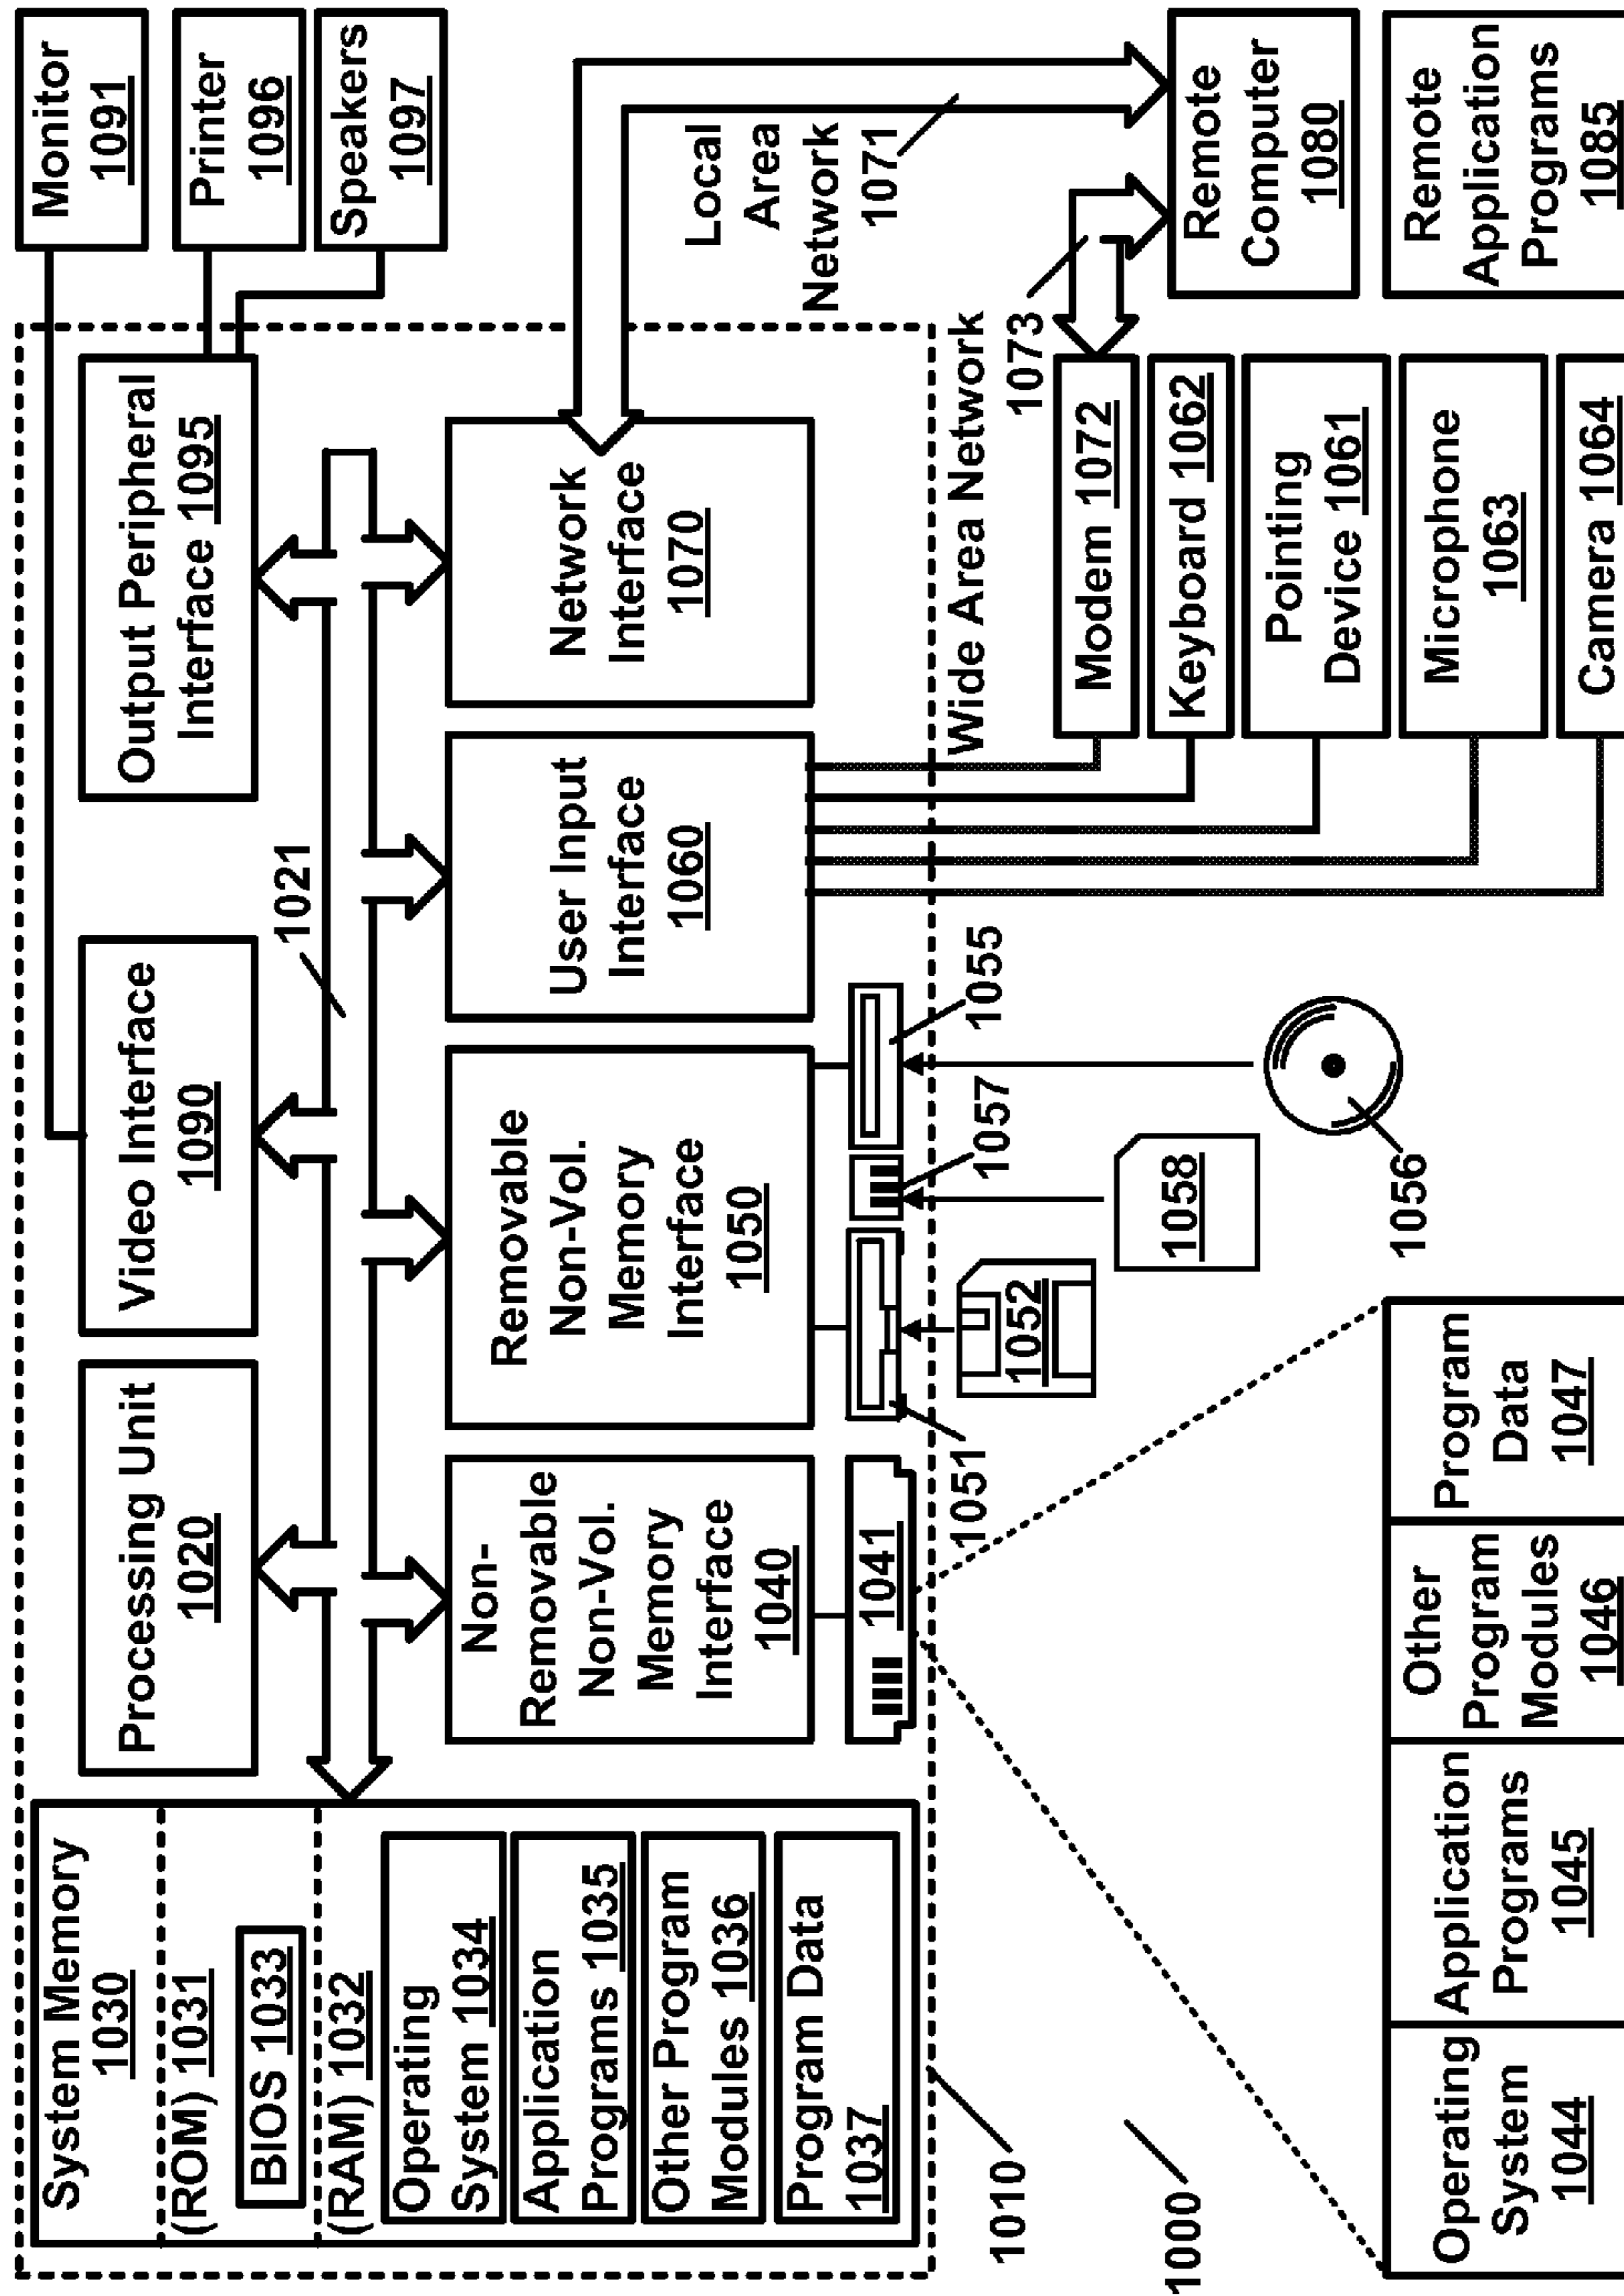 System Memory
1030
(ROM) 1031
BIOS 1033
(RAM) 1032
Operating
System 1034
Application
Programs 1035
Other Program
Modules 1036
Program Data
1037
Processing Unit
1020
Video Interface
1090
Output Peripheral
Interface 1095
1021
Non-
Removable
Non-Vol.
Memory
Interface
1040
Removable
Non-Vol.
Memory
Interface
1050
User Input
Interface
1060
Network
Interface
1070
Monitor
1091
Printer
1096
Speakers
1097
Local
Area
Network
1071
1041
1051
1057
1055
1052
1058
1056
Wide Area Network
1073
Modem 1072
Keyboard 1062
Pointing
Device 1061
Microphone
1063
Camera 1064
Remote
Computer
1080
Remote
Application
Programs
1085
1010
1000
Operating
System
1044
Application
Programs
1045
Other
Program
Modules
1046
Program
Data
1047